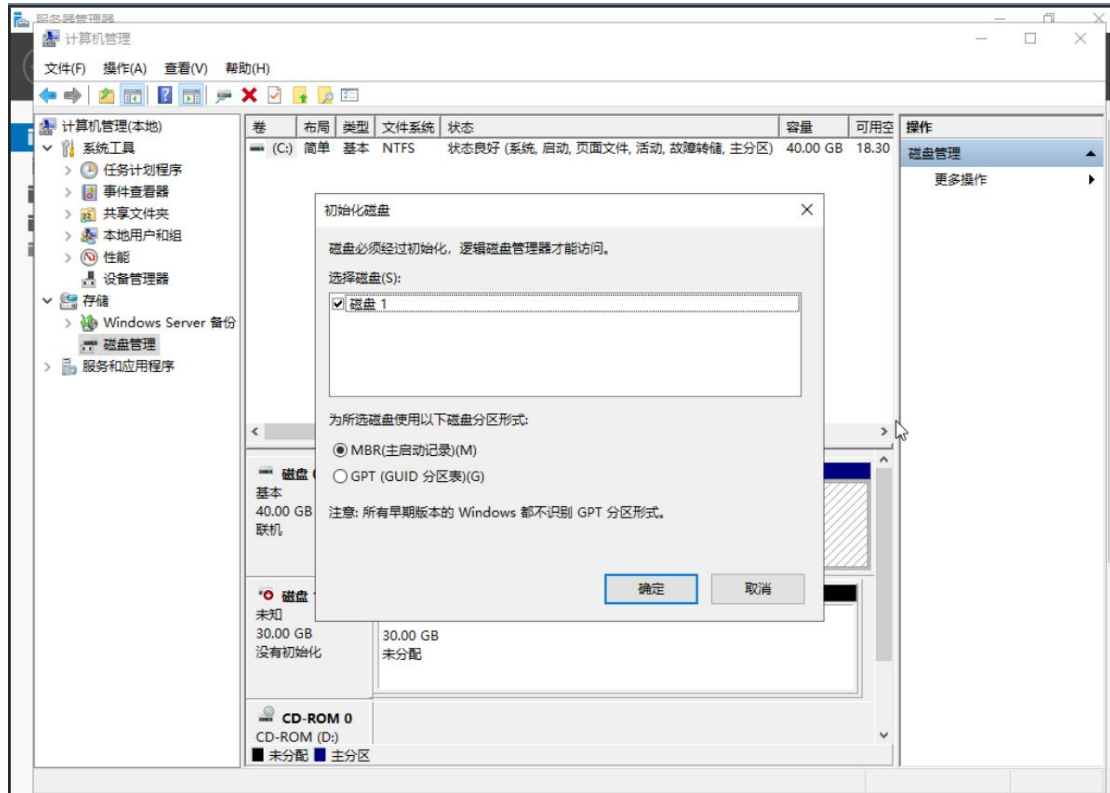 服务器管理器
计算机管理
文件(F) 操作(A) 查看(V) 帮助(H)
计算机管理(本地)
系统工具
任务计划程序
事件查看器
共享文件夹
本地用户和组
性能
设备管理器
存储
Windows Server 备份
磁盘管理
服务和应用程序
卷 布局 类型 文件系统 状态 容量 可用空
(C:) 简单 基本 NTFS 状态良好 (系统, 启动, 页面文件, 活动, 故障转储, 主分区) 40.00 GB 18.30
操作
磁盘管理
更多操作
初始化磁盘
磁盘必须经过初始化，逻辑磁盘管理器才能访问。
选择磁盘(S):
磁盘 1
为所选磁盘使用以下磁盘分区形式:
MBR(主启动记录)(M)
GPT (GUID 分区表)(G)
注意: 所有早期版本的 Windows 都不识别 GPT 分区形式。
确定 取消
磁盘
基本
40.00 GB
联机
磁盘
未知
30.00 GB
没有初始化
30.00 GB
未分配
CD-ROM 0
CD-ROM (D:)
未分配 主分区